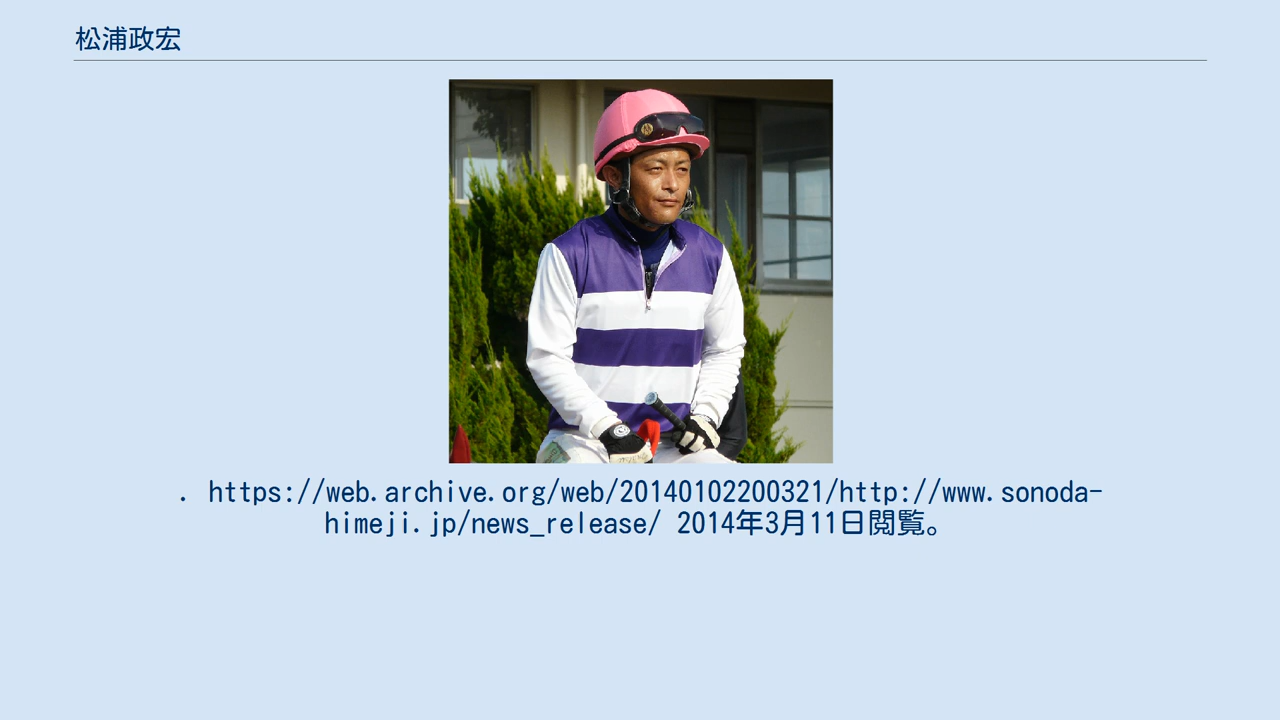 松浦政宏
. https://web.archive.org/web/20140102200321/http://www.sonoda-
himeji.jp/news_release/ 2014年3月11日閲覧。